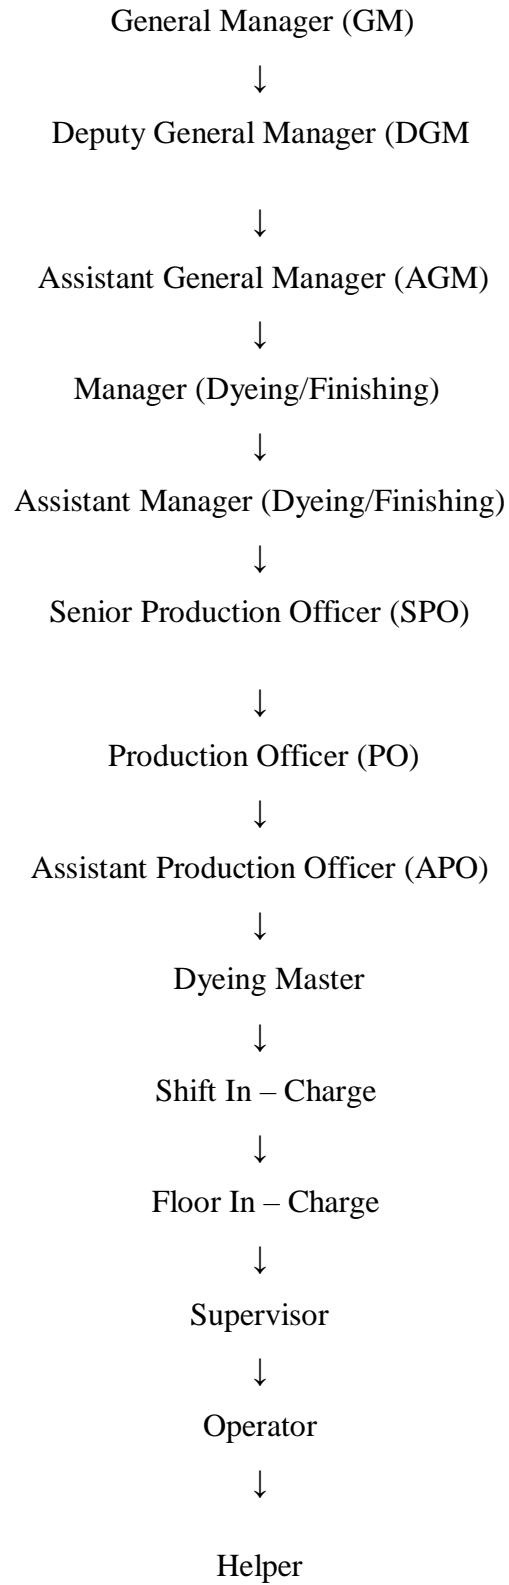 General Manager (GM)
↓
Deputy General Manager (DGM
↓
Assistant General Manager (AGM)
↓
Manager (Dyeing/Finishing)
↓
Assistant Manager (Dyeing/Finishing)
↓
Senior Production Officer (SPO)
↓
Production Officer (PO)
↓
Assistant Production Officer (APO)
↓
Dyeing Master
↓
Shift In – Charge
↓
Floor In – Charge
↓
Supervisor
↓
Operator
↓
Helper